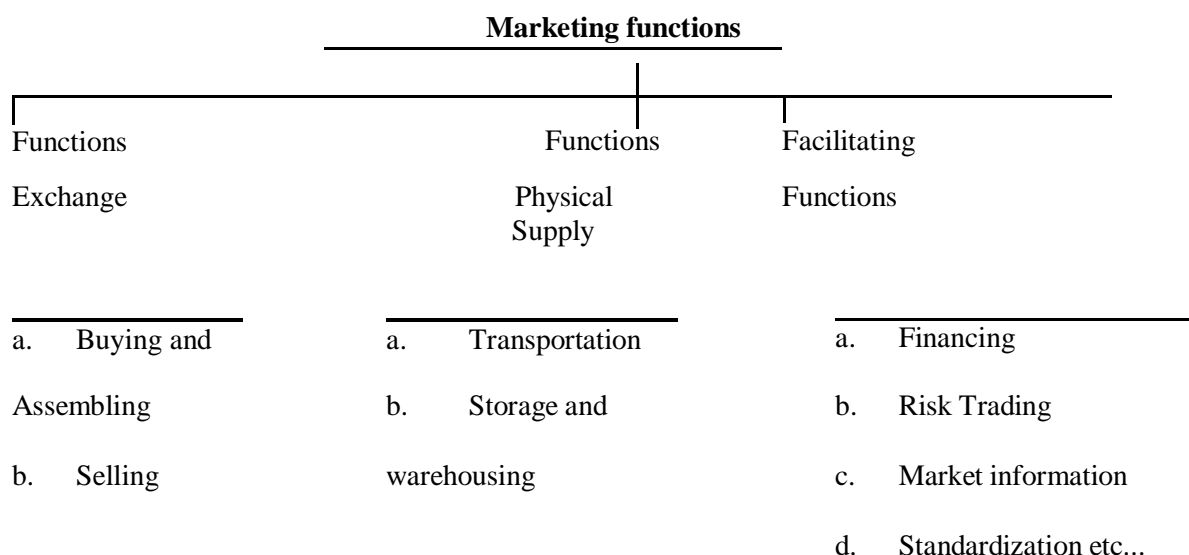 Marketing functions
Functions Functions Facilitating
Exchange Physical Functions
Supply
a. Buying and a. Transportation a. Financing
Assembling b. Storage and b. Risk Trading
b. Selling warehousing c. Market information
d. Standardization etc...